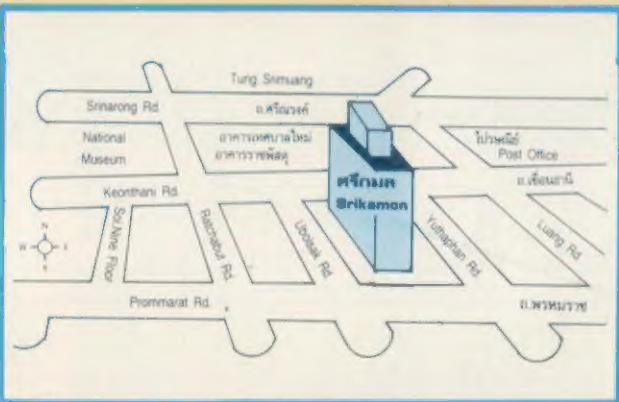 Tung Srimuang
Srinarong Rd.
ถ.ศรีณรงค์
National
Museum
อาคารเทศบาลใหม่
อาคารราชพัสดุ
ไปรษณีย์
Post Office
ศรีกมล
Srikamon
Keonthani Rd.
ถ.เขื่อนธานี
N
W
E
Soi Nine Floor
Ratchabut Rd.
Ubolsak Rd.
Yuthaphan Rd.
Luang Rd.
Prommarat Rd.
ถ.พรหมราช